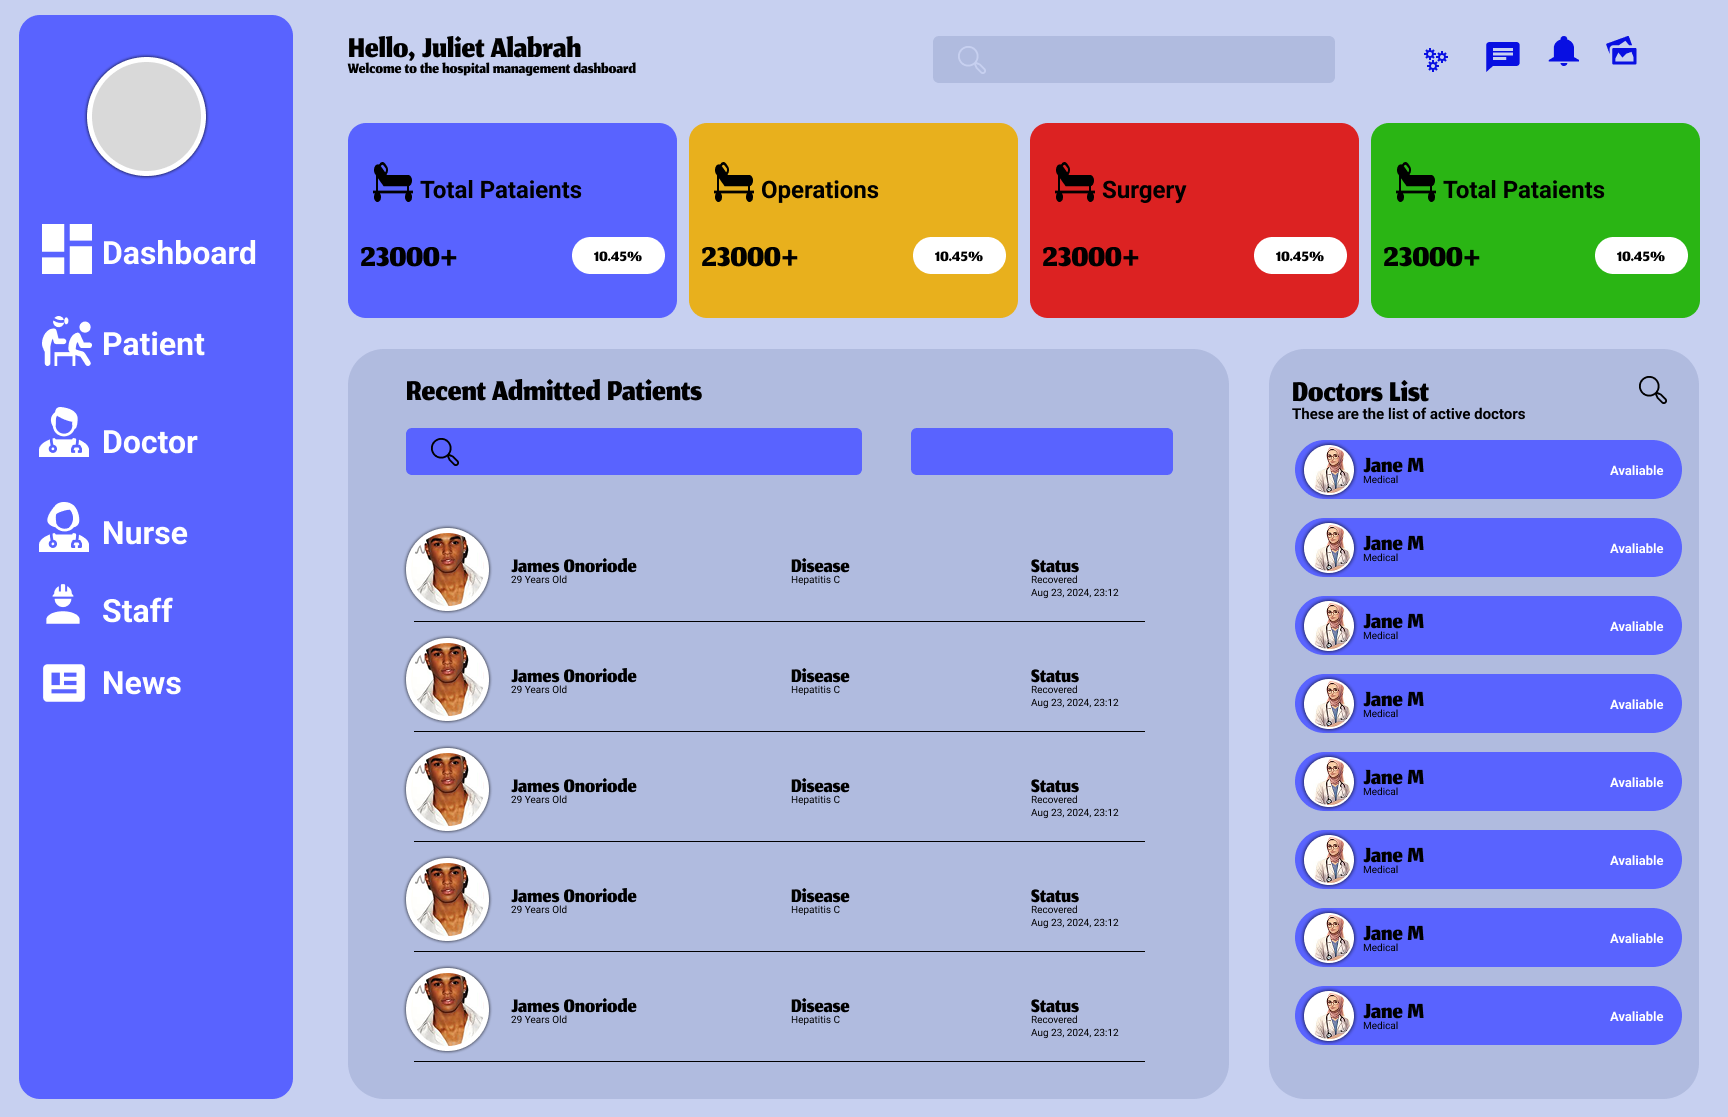 Dashboard
Patient
Doctor
Nurse
Staff
News
Hello, Juliet Alabrah
Welcome to the hospital management dashboard
Total Pataients
23000+
10.45%
Operations
23000+
10.45%
Surgery
23000+
10.45%
Total Pataients
23000+
10.45%
Recent Admitted Patients
James Onoriode
29 Years Old
Disease
Hepatitis C
Status
Recovered
Aug 23, 2024, 23:12
James Onoriode
29 Years Old
Disease
Hepatitis C
Status
Recovered
Aug 23, 2024, 23:12
James Onoriode
29 Years Old
Disease
Hepatitis C
Status
Recovered
Aug 23, 2024, 23:12
James Onoriode
29 Years Old
Disease
Hepatitis C
Status
Recovered
Aug 23, 2024, 23:12
James Onoriode
29 Years Old
Disease
Hepatitis C
Status
Recovered
Aug 23, 2024, 23:12
Doctors List
These are the list of active doctors
Jane M
Medical
Avaliable
Jane M
Medical
Avaliable
Jane M
Medical
Avaliable
Jane M
Medical
Avaliable
Jane M
Medical
Avaliable
Jane M
Medical
Avaliable
Jane M
Medical
Avaliable
Jane M
Medical
Avaliable